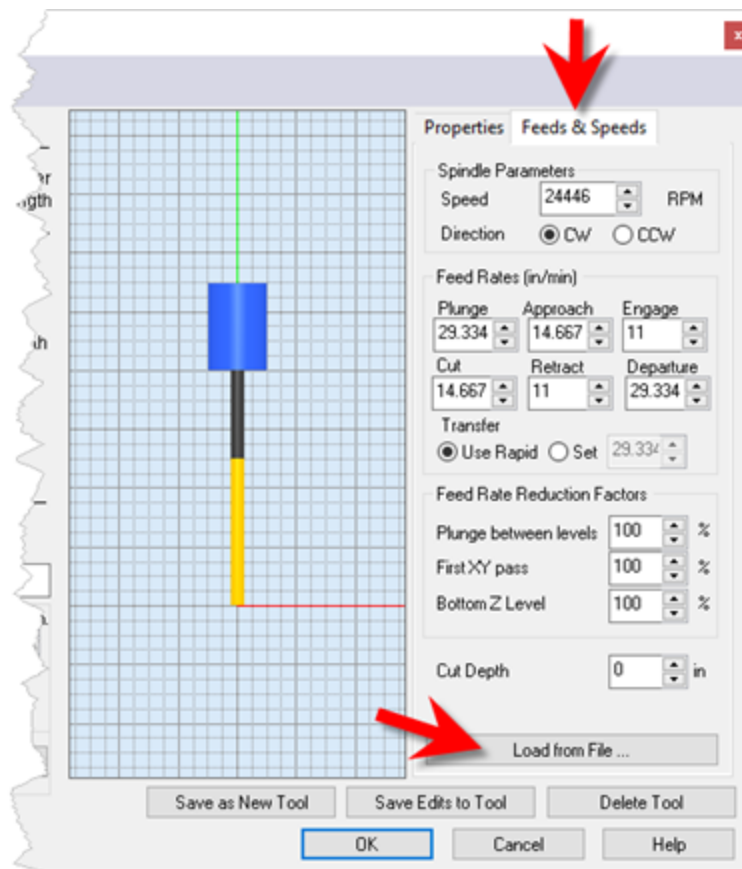 x
Properties Feeds & Speeds
Spindle Parameters
Speed 24446 RPM
Direction CW CCW
Feed Rates (in/min)
Plunge Approach Engage
29.334 14.667 11
Cut Retract Departure
14.667 11 29.334
Transfer
Use Rapid Set 29.334
Feed Rate Reduction Factors
Plunge between levels 100 %
First XY pass 100 %
Bottom Z Level 100 %
Cut Depth 0 in
Load from File ...
Save as New Tool Save Edits to Tool Delete Tool
OK Cancel Help